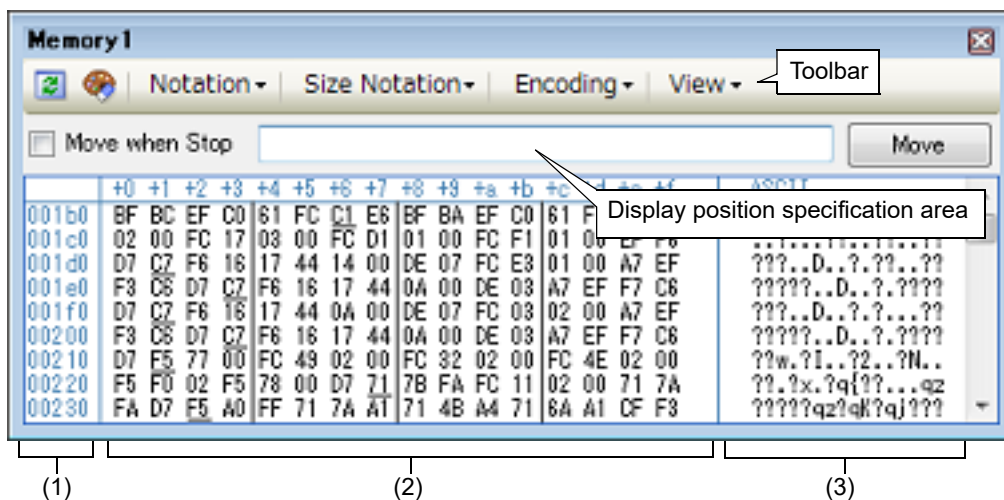 Memory1
Notation Size Notation Encoding View
Toolbar
Move when Stop Move
Display position specification area
+0 +1 +2 +3 +4 +5 +6 +7 +8 +9 +a +b +c
001b0 BF BC EF C0 61 FC C1 E6 BF BA EF C0 61
001c0 02 00 FC 17 03 00 FC D1 01 00 FC F1 01 00 EF F6 ..?...??..??..??
001d0 D7 C7 F6 16 17 44 14 00 DE 07 FC E3 01 00 A7 EF ???..D..?.??..??
001e0 F3 C6 D7 C7 F6 16 17 44 0A 00 DE 03 A7 EF F7 C6 ?????..D..?.????
001f0 D7 C7 F6 16 17 44 0A 00 DE 07 FC 03 02 00 A7 EF ???..D..?.?...??
00200 F3 C6 D7 C7 F6 16 17 44 0A 00 DE 03 A7 EF F7 C6 ?????..D..?.????
00210 D7 F5 77 00 FC 49 02 00 FC 32 02 00 FC 4E 02 00 ??w.?I..?2..?N..
00220 F5 F0 02 F5 78 00 D7 71 7B FA FC 11 02 00 71 7A ??.?x.?q{??...qz
00230 FA D7 F5 A0 FF 71 7A A1 71 4B A4 71 6A A1 CF F3 ?????qz?qK?qj???
(1) (2) (3)